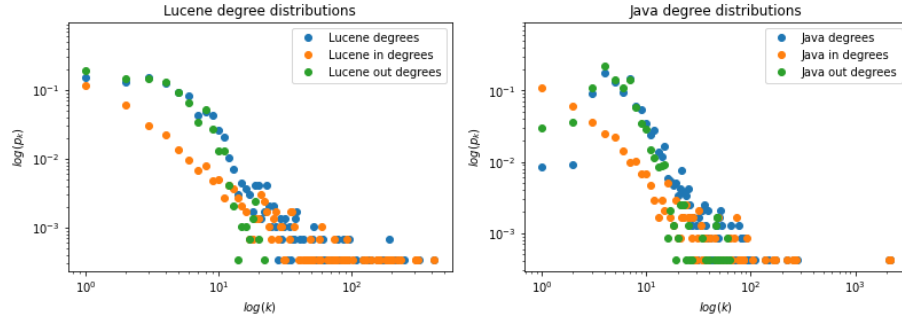 Lucene degree distributions
Lucene degrees
Lucene in degrees
Lucene out degrees
10⁻¹
10⁻²
10⁻³
log(pₖ)
10⁰
10¹
10²
log(k)
Java degree distributions
Java degrees
Java in degrees
Java out degrees
10⁻¹
10⁻²
10⁻³
log(pₖ)
10⁰
10¹
10²
10³
log(k)